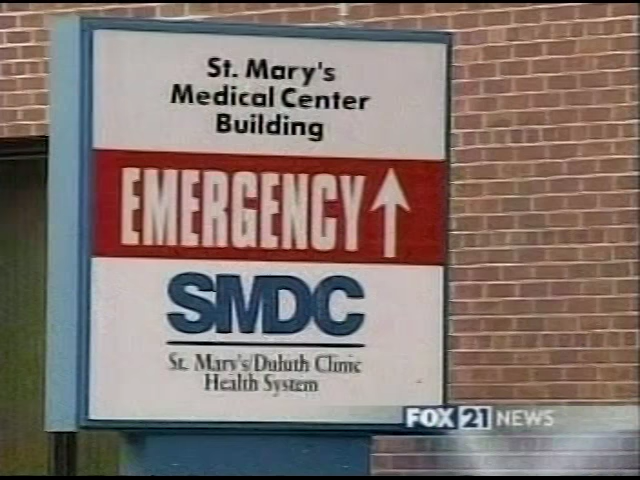 St. Mary's
Medical Center
Building
EMERGENCY ↑
SMDC
St. Mary's/Duluth Clinic
Health System
FOX 21 NEWS